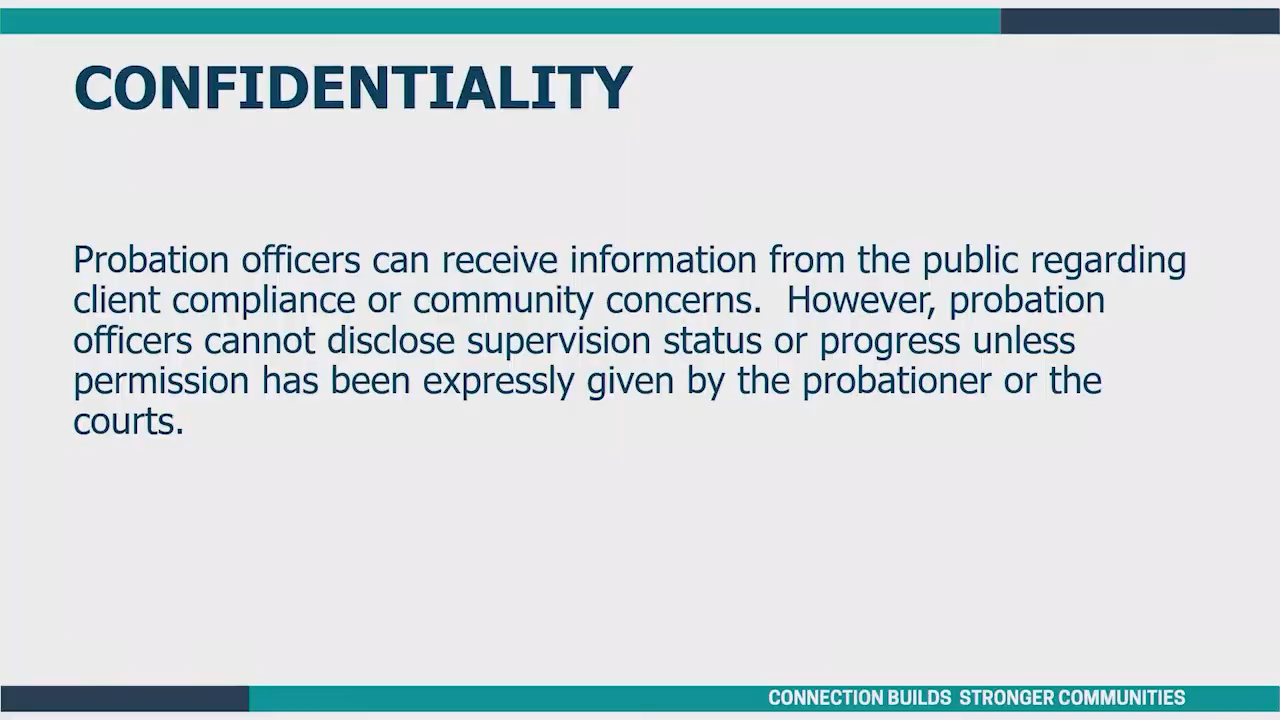 CONFIDENTIALITY
Probation officers can receive information from the public regarding
client compliance or community concerns.  However, probation
officers cannot disclose supervision status or progress unless
permission has been expressly given by the probationer or the
courts.
CONNECTION BUILDS  STRONGER COMMUNITIES